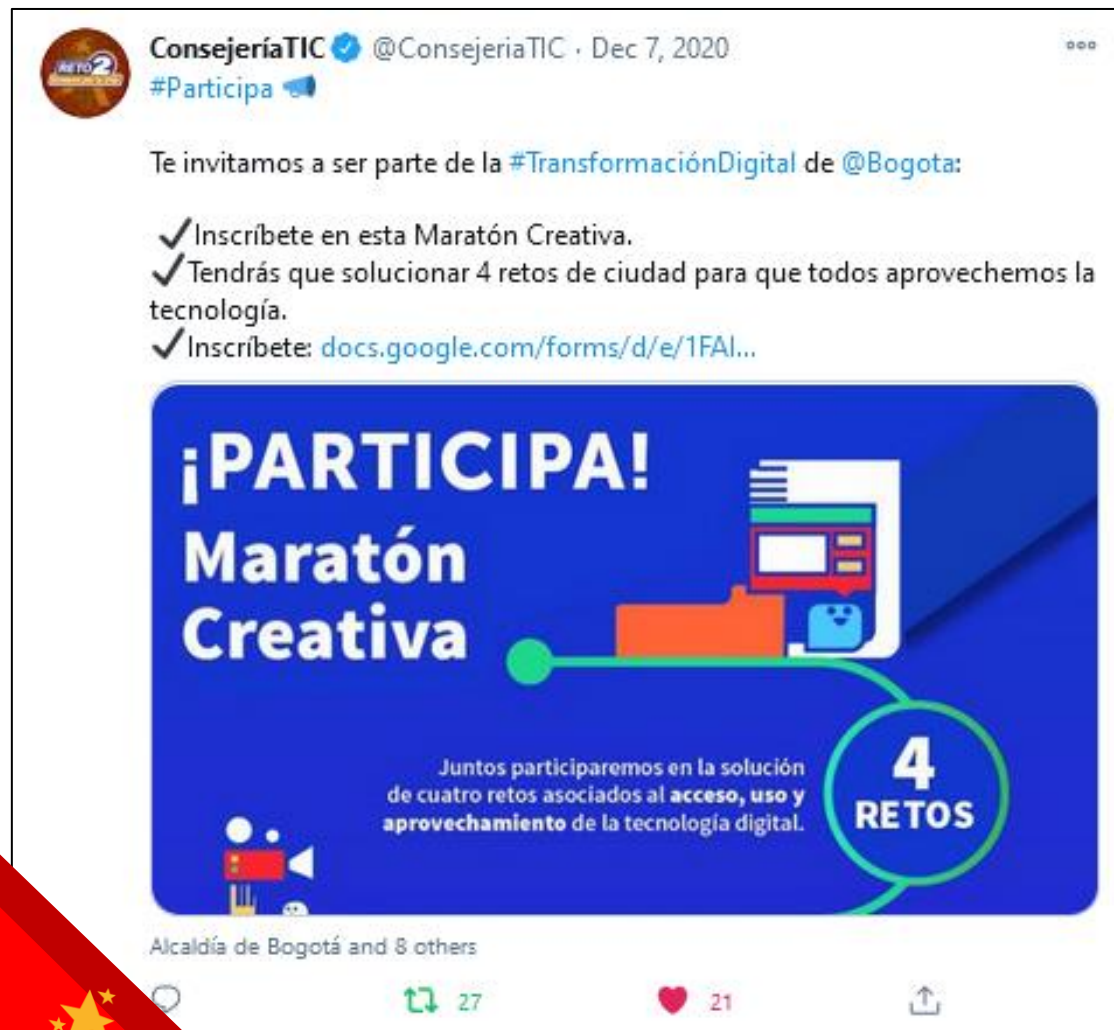 RETO 2
ConsejeríaTIC @ConsejeriaTIC · Dec 7, 2020
#Participa
Te invitamos a ser parte de la #TransformaciónDigital de @Bogota:
✔Inscríbete en esta Maratón Creativa.
✔Tendrás que solucionar 4 retos de ciudad para que todos aprovechemos la
tecnología.
✔Inscríbete: docs.google.com/forms/d/e/1FAI...
¡PARTICIPA!
Maratón
Creativa
Juntos participaremos en la solución
de cuatro retos asociados al acceso, uso y
aprovechamiento de la tecnología digital.
4
RETOS
Alcaldía de Bogotá and 8 others
27
21